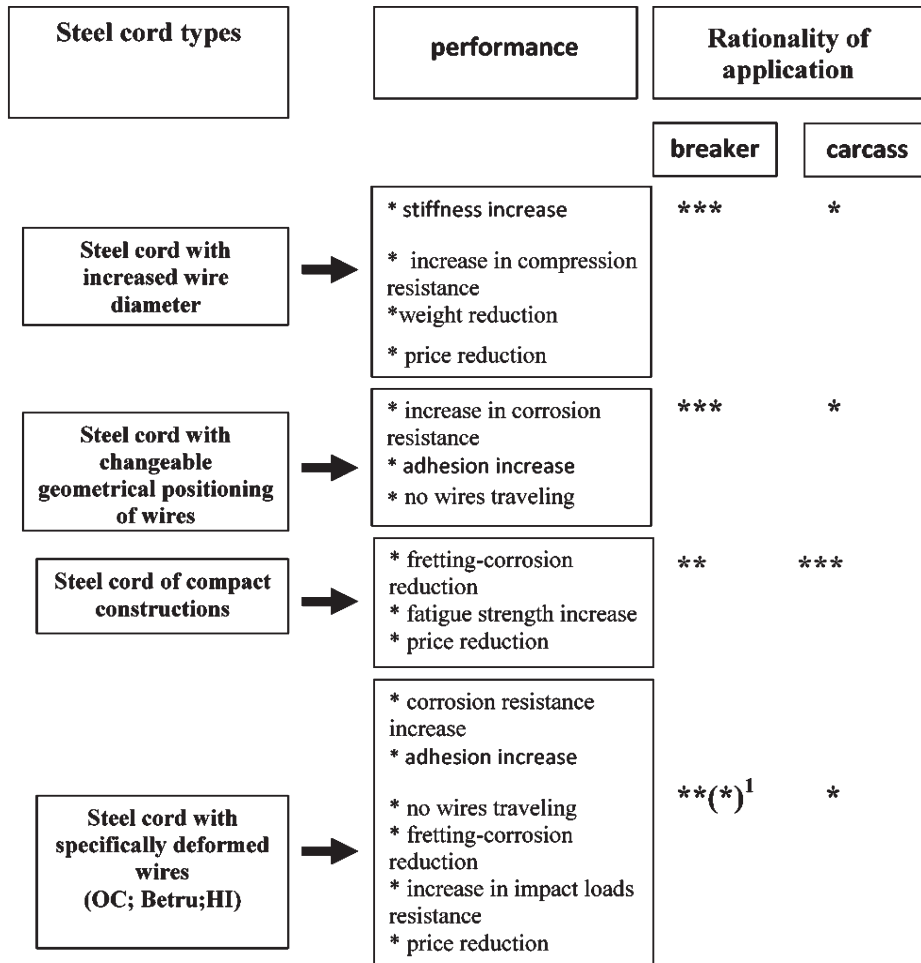 Steel cord types
performance
Rationality of
application
breaker
carcass
Steel cord with
increased wire
diameter
* stiffness increase
* increase in compression
resistance
*weight reduction
* price reduction
***
*
Steel cord with
changeable
geometrical positioning
of wires
* increase in corrosion
resistance
* adhesion increase
* no wires traveling
***
*
Steel cord of compact
constructions
* fretting-corrosion
reduction
* fatigue strength increase
* price reduction
**
***
Steel cord with
specifically deformed
wires
(OC; Betru;HI)
* corrosion resistance
increase
* adhesion increase
* no wires traveling
* fretting-corrosion
reduction
* increase in impact loads
resistance
* price reduction
**(*)¹
*